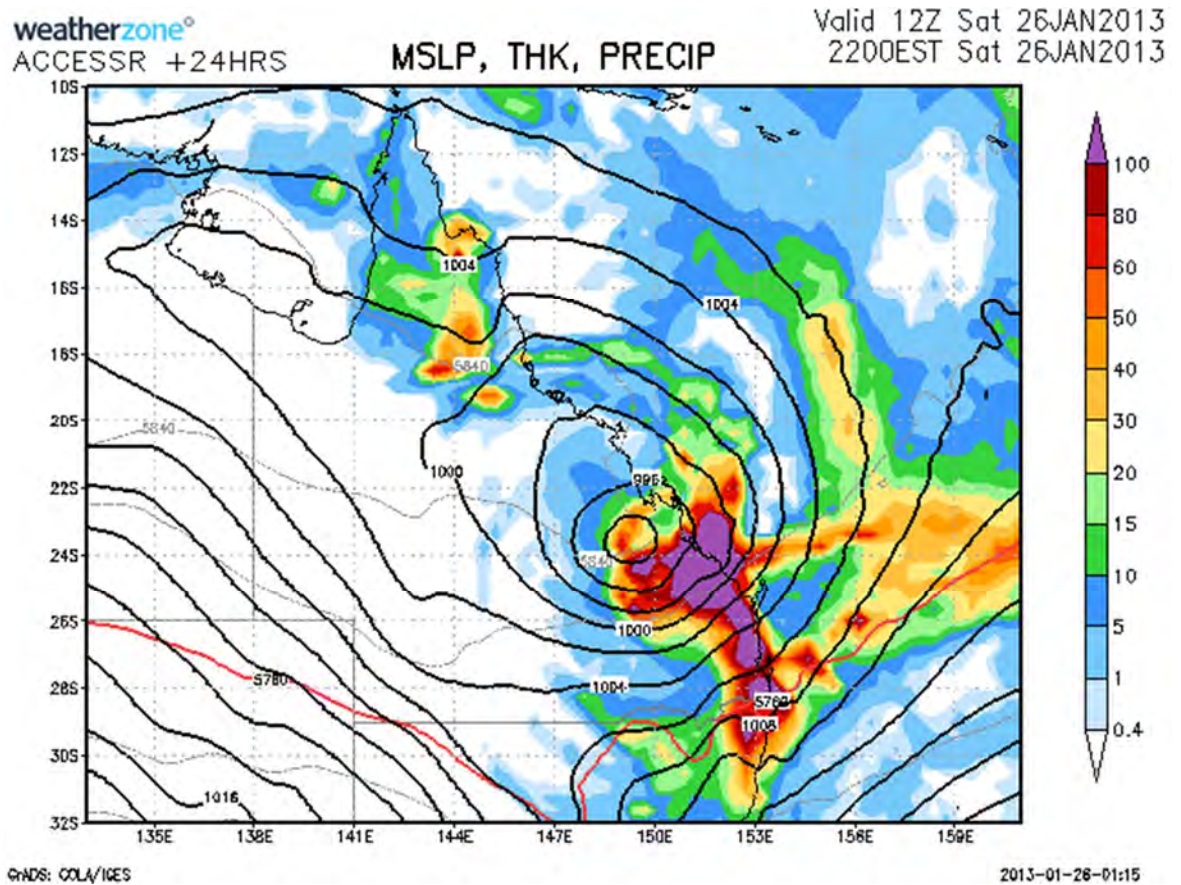 weatherzone°
ACCESSR +24HRS
MSLP, THK, PRECIP
Valid 12Z Sat 26JAN2013
2200EST Sat 26JAN2013
10S
12S
14S
16S
18S
20S
22S
24S
26S
28S
30S
32S
1004
1004
5840
5840
1000
996
5840
1000
1004
5760
5760
1008
1016
135E
138E
141E
144E
147E
150E
153E
156E
159E
100
80
60
50
40
30
20
15
10
5
1
0.4
GrADS: COLA/IGES
2013-01-26-01:15